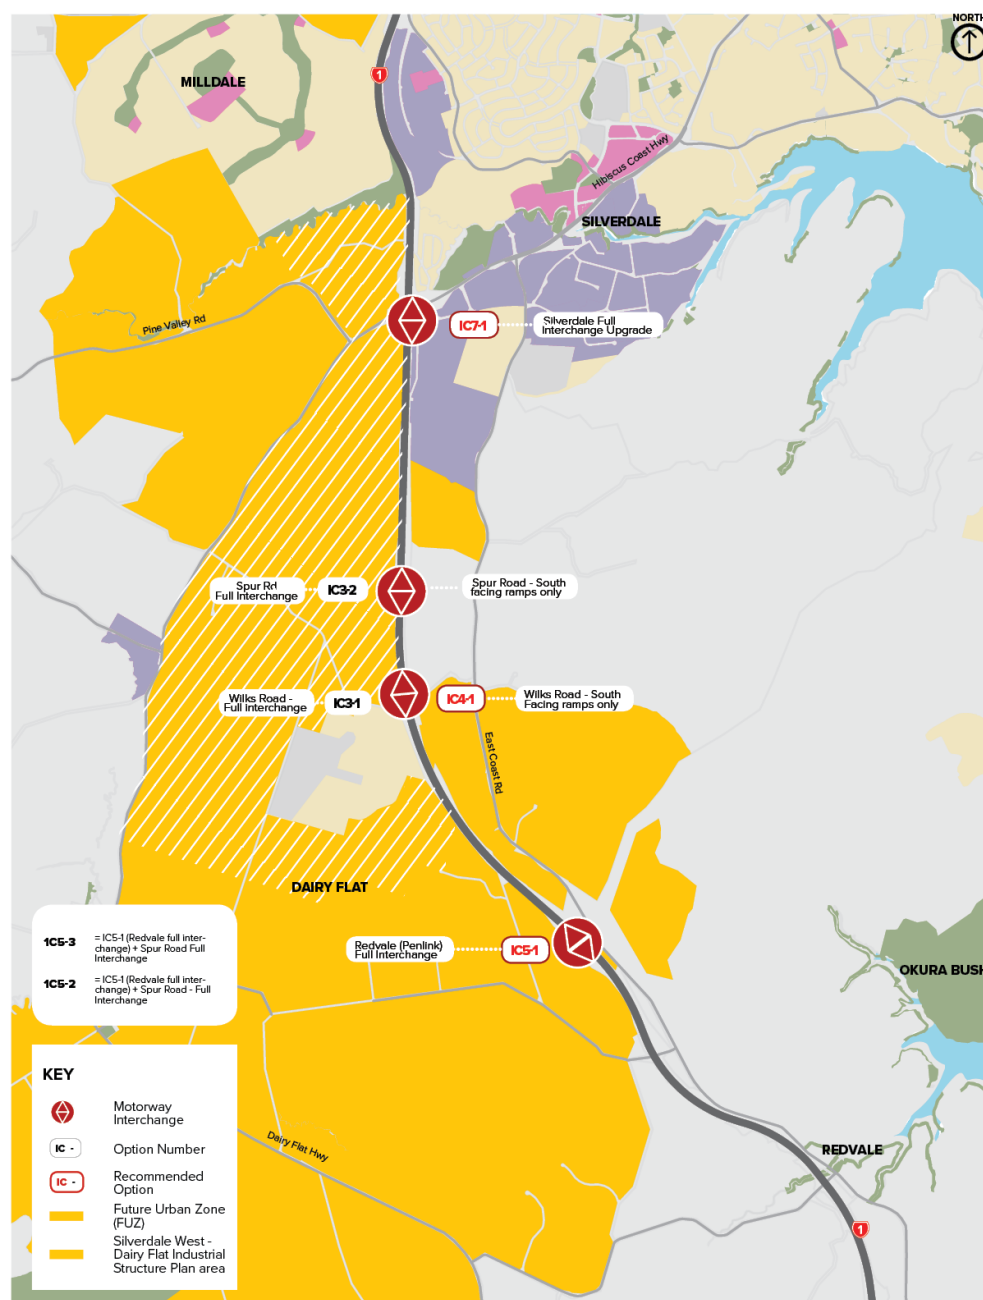 NORTH
1
MILLDALE
Hibiscus Coast Hwy
SILVERDALE
Pine Valley Rd
IC7-1
Silverdale Full
Interchange Upgrade
Spur Rd
Full Interchange
IC3-2
Spur Road - South
facing ramps only
Wilks Road -
Full interchange
IC3-1
IC4-1
Wilks Road - South
Facing ramps only
East Coast Rd
DAIRY FLAT
Redvale (Penlink)
Full Interchange
IC5-1
OKURA BUSH
1C5-3
= IC5-1 (Redvale full inter-
change) + Spur Road Full
Interchange
1C5-2
= IC5-1 (Redvale full inter-
change) + Spur Road - Full
Interchange
KEY
Motorway
Interchange
IC -
Option Number
IC -
Recommended
Option
Future Urban Zone
(FUZ)
Silverdale West -
Dairy Flat Industrial
Structure Plan area
Dairy Flat Hwy
REDVALE
1